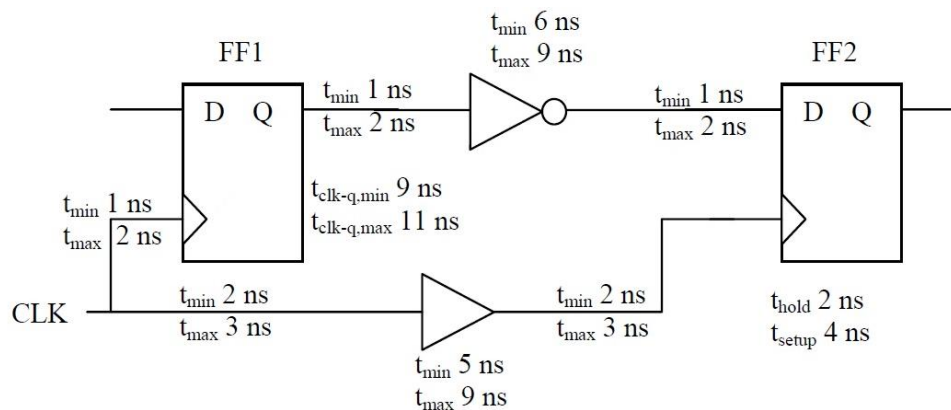 t_min 6 ns
t_max 9 ns
FF1
FF2
t_min 1 ns
t_max 2 ns
t_min 1 ns
t_max 2 ns
D Q
D Q
t_clk-q,min 9 ns
t_clk-q,max 11 ns
t_min 1 ns
t_max 2 ns
CLK
t_min 2 ns
t_max 3 ns
t_min 2 ns
t_max 3 ns
t_hold 2 ns
t_setup 4 ns
t_min 5 ns
t_max 9 ns